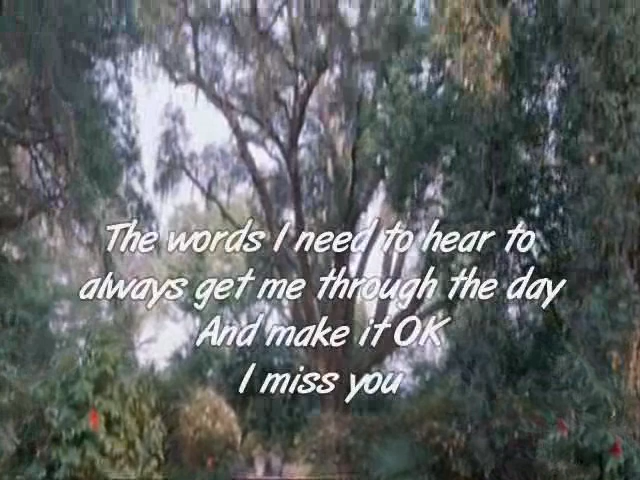 The words I need to hear to
always get me through the day
And make it OK
I miss you